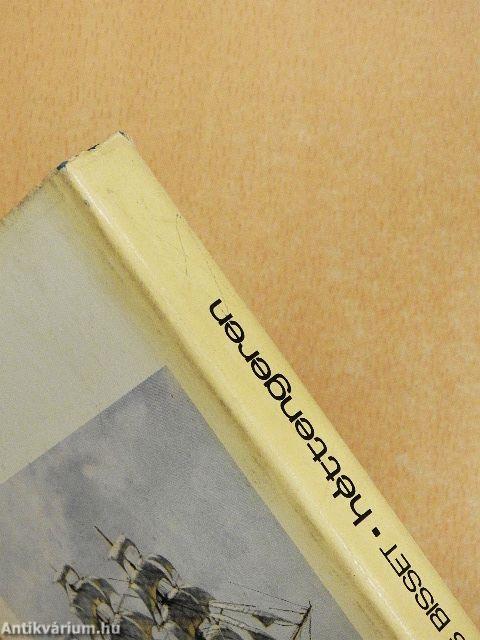 BISSET • héttengeren
Antikvárium.hu